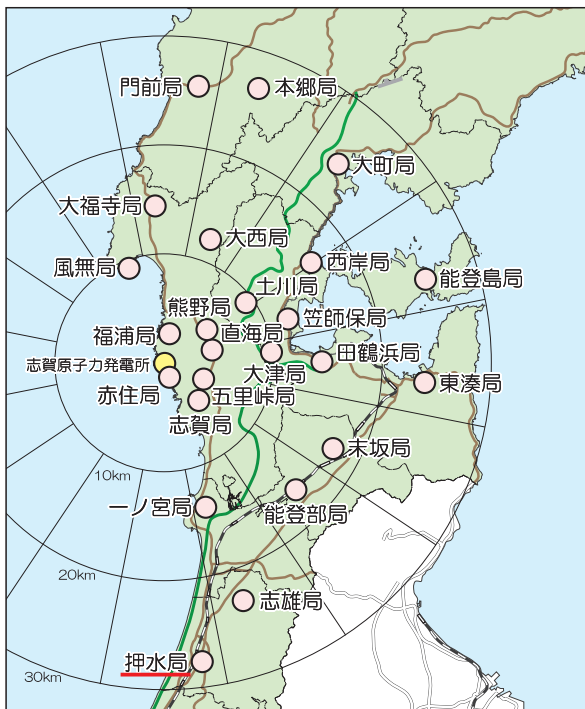 門前局
本郷局
大町局
大福寺局
大西局
西岸局
風無局
能登島局
土川局
熊野局
笠師保局
福浦局
直海局
田鶴浜局
志賀原子力発電所
大津局
赤住局
五里峠局
東湊局
志賀局
末坂局
10km
一ノ宮局
能登部局
20km
志雄局
押水局
30km